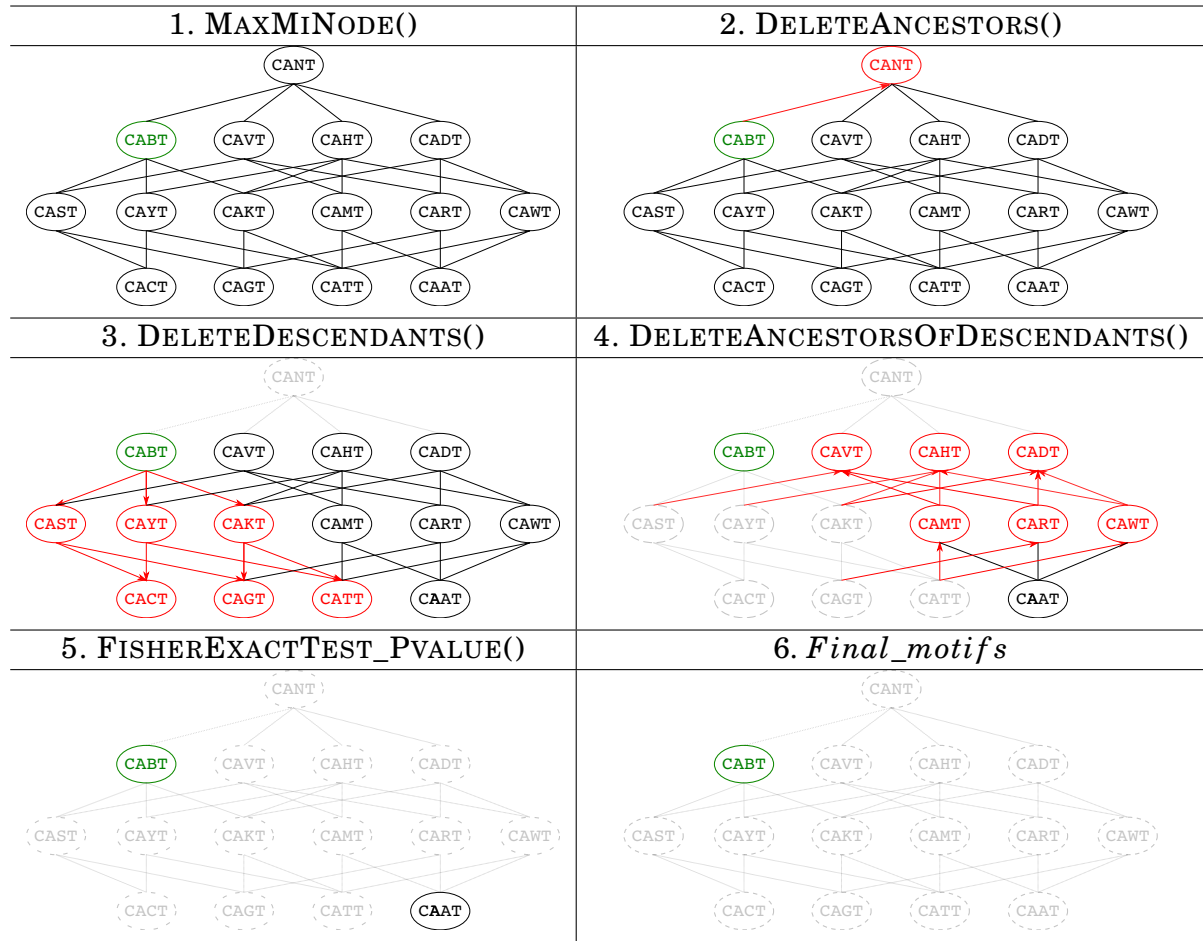 1. MAXMINODE()
CANT
CABT CAVT CAHT CADT
CAST CAYT CAKT CAMT CART CAWT
CACT CAGT CATT CAAT
2. DELETEANCESTORS()
CANT
CABT CAVT CAHT CADT
CAST CAYT CAKT CAMT CART CAWT
CACT CAGT CATT CAAT
3. DELETEDESCENDANTS()
CANT
CABT CAVT CAHT CADT
CAST CAYT CAKT CAMT CART CAWT
CACT CAGT CATT CAAT
4. DELETEANCESTORSOFDESCENDANTS()
CANT
CABT CAVT CAHT CADT
CAST CAYT CAKT CAMT CART CAWT
CACT CAGT CATT CAAT
5. FISHEREXACTTEST_PVALUE()
CANT
CABT CAVT CAHT CADT
CAST CAYT CAKT CAMT CART CAWT
CACT CAGT CATT CAAT
6. Final_motifs
CANT
CABT CAVT CAHT CADT
CAST CAYT CAKT CAMT CART CAWT
CACT CAGT CATT CAAT